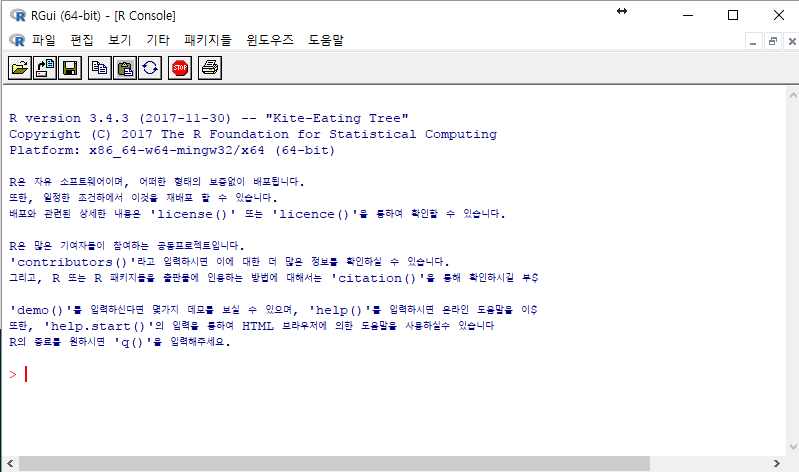 RGui (64-bit) - [R Console]
파일 편집 보기 기타 패키지들 윈도우즈 도움말
STOP
R version 3.4.3 (2017-11-30) -- "Kite-Eating Tree"
Copyright (C) 2017 The R Foundation for Statistical Computing
Platform: x86_64-w64-mingw32/x64 (64-bit)
R은 자유 소프트웨어이며, 어떠한 형태의 보증없이 배포됩니다.
또한, 일정한 조건하에서 이것을 재배포 할 수 있습니다.
배포와 관련된 상세한 내용은 'license()' 또는 'licence()'을 통하여 확인할 수 있습니다.
R은 많은 기여자들이 참여하는 공동프로젝트입니다.
'contributors()'라고 입력하시면 이에 대한 더 많은 정보를 확인하실 수 있습니다.
그리고, R 또는 R 패키지들을 출판물에 인용하는 방법에 대해서는 'citation()'을 통해 확인하시길 부$
'demo()'를 입력하신다면 몇가지 데모를 보실 수 있으며, 'help()'를 입력하시면 온라인 도움말을 이$
또한, 'help.start()'의 입력을 통하여 HTML 브라우저에 의한 도움말을 사용하실수 있습니다
R의 종료를 원하시면 'q()'을 입력해주세요.
>